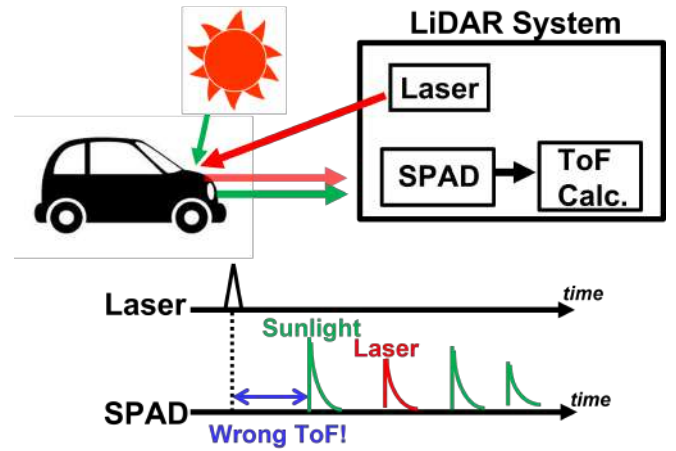 LiDAR System
Laser
SPAD
ToF
Calc.
Laser
time
Sunlight
Laser
SPAD
time
Wrong ToF!